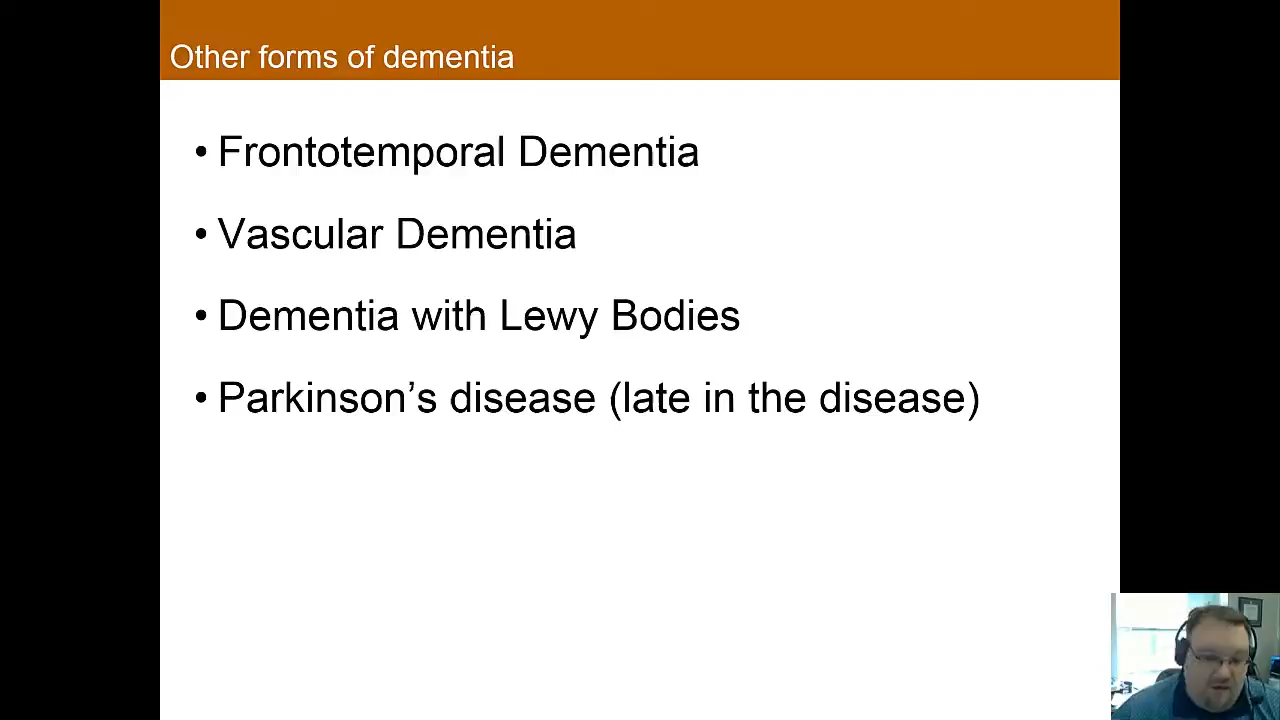 Other forms of dementia
• Frontotemporal Dementia
• Vascular Dementia
• Dementia with Lewy Bodies
• Parkinson’s disease (late in the disease)